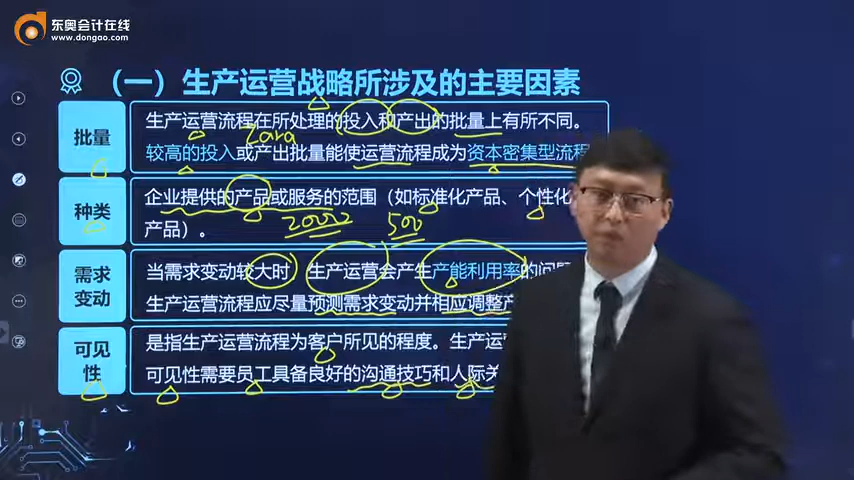 东奥会计在线
www.dongao.com
（一）生产运营战略所涉及的主要因素
批量
生产运营流程在所处理的投入和产出的批量上有所不同。
Zara
较高的投入或产出批量能使运营流程成为资本密集型流程
种类
企业提供的产品或服务的范围（如标准化产品、个性化
产品）。
500
需求
变动
当需求变动较大时 生产运营会产生产能利用率的问题
生产运营流程应尽量预测需求变动并相应调整产
可见
性
是指生产运营流程为客户所见的程度。生产运
可见性需要员工具备良好的沟通技巧和人际关